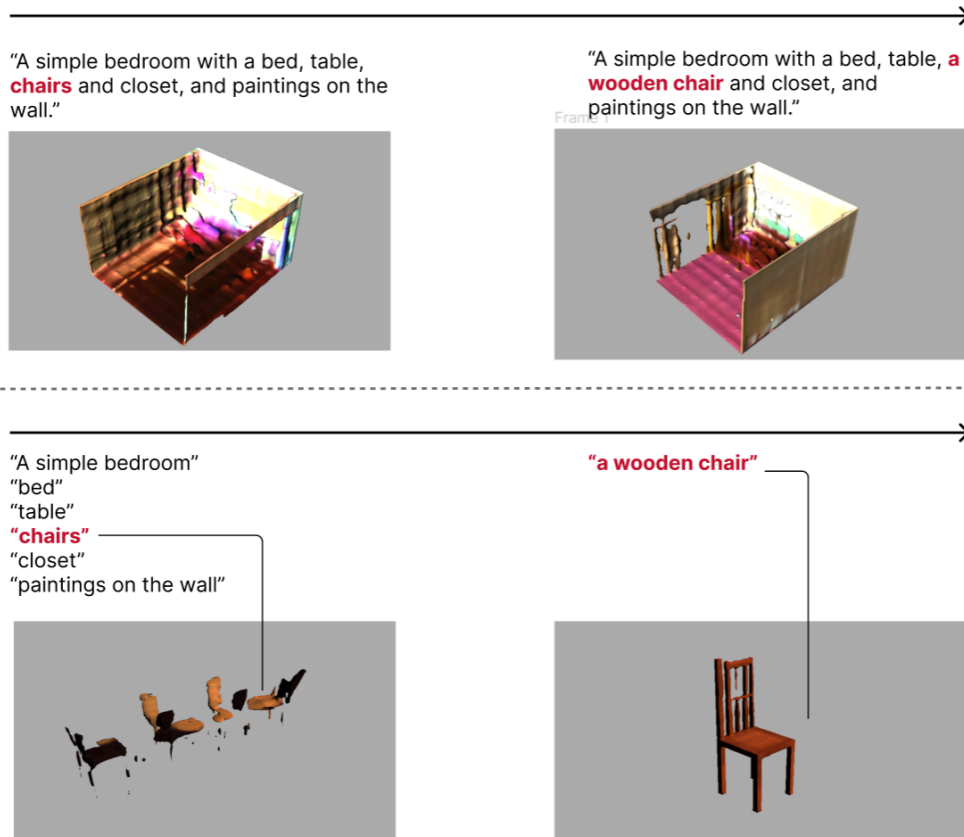 “A simple bedroom with a bed, table,
chairs and closet, and paintings on the
wall.”
“A simple bedroom with a bed, table, a
wooden chair and closet, and
paintings on the wall.”
Frame 1
“A simple bedroom”
“bed”
“table”
“chairs”
“closet”
“paintings on the wall”
“a wooden chair”